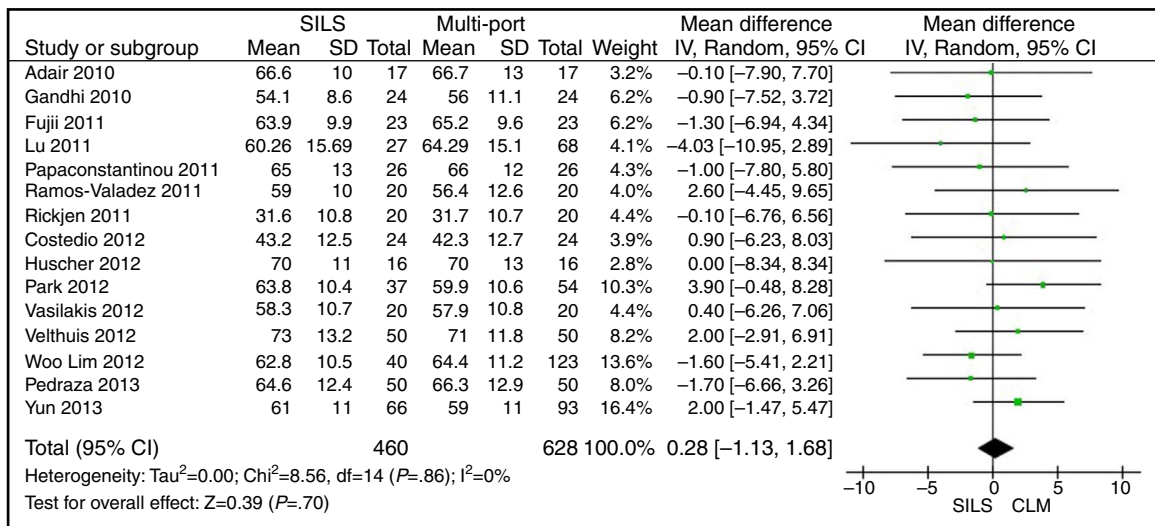 SILS Multi-port Mean difference Mean difference
Study or subgroup Mean SD Total Mean SD Total Weight IV, Random, 95% CI IV, Random, 95% CI
Adair 2010 66.6 10 17 66.7 13 17 3.2% −0.10 [−7.90, 7.70]
Gandhi 2010 54.1 8.6 24 56 11.1 24 6.2% −0.90 [−7.52, 3.72]
Fujii 2011 63.9 9.9 23 65.2 9.6 23 6.2% −1.30 [−6.94, 4.34]
Lu 2011 60.26 15.69 27 64.29 15.1 68 4.1% −4.03 [−10.95, 2.89]
Papaconstantinou 2011 65 13 26 66 12 26 4.3% −1.00 [−7.80, 5.80]
Ramos-Valadez 2011 59 10 20 56.4 12.6 20 4.0% 2.60 [−4.45, 9.65]
Rickjen 2011 31.6 10.8 20 31.7 10.7 20 4.4% −0.10 [−6.76, 6.56]
Costedio 2012 43.2 12.5 24 42.3 12.7 24 3.9% 0.90 [−6.23, 8.03]
Huscher 2012 70 11 16 70 13 16 2.8% 0.00 [−8.34, 8.34]
Park 2012 63.8 10.4 37 59.9 10.6 54 10.3% 3.90 [−0.48, 8.28]
Vasilakis 2012 58.3 10.7 20 57.9 10.8 20 4.4% 0.40 [−6.26, 7.06]
Velthuis 2012 73 13.2 50 71 11.8 50 8.2% 2.00 [−2.91, 6.91]
Woo Lim 2012 62.8 10.5 40 64.4 11.2 123 13.6% −1.60 [−5.41, 2.21]
Pedraza 2013 64.6 12.4 50 66.3 12.9 50 8.0% −1.70 [−6.66, 3.26]
Yun 2013 61 11 66 59 11 93 16.4% 2.00 [−1.47, 5.47]
Total (95% CI) 460 628 100.0% 0.28 [−1.13, 1.68]
Heterogeneity: Tau²=0.00; Chi²=8.56, df=14 (P=.86); I²=0%
Test for overall effect: Z=0.39 (P=.70)
−10 −5 0 5 10
SILS CLM